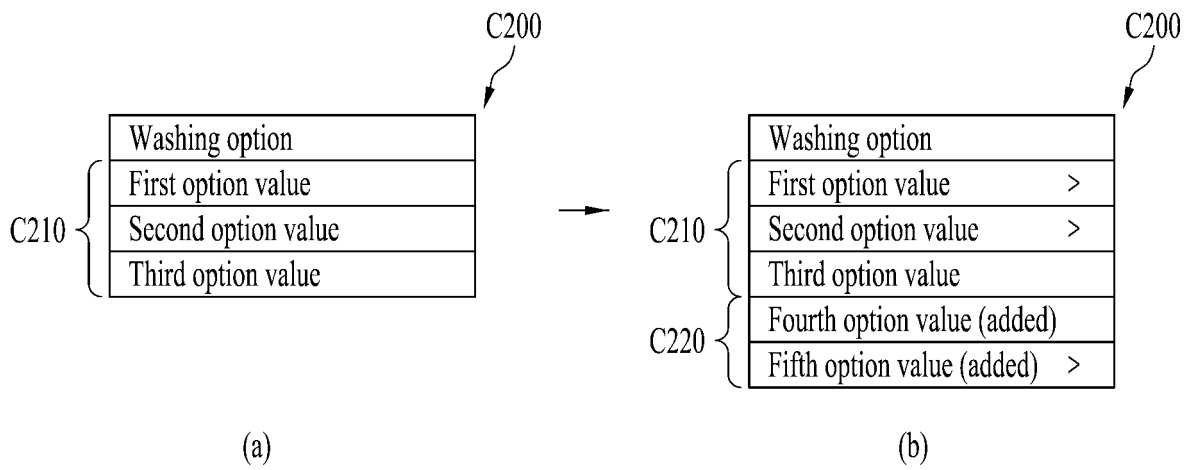 C200
Washing option
First option value
Second option value
Third option value
C210
(a)
C200
Washing option
First option value >
Second option value >
Third option value
Fourth option value (added)
Fifth option value (added) >
C210
C220
(b)